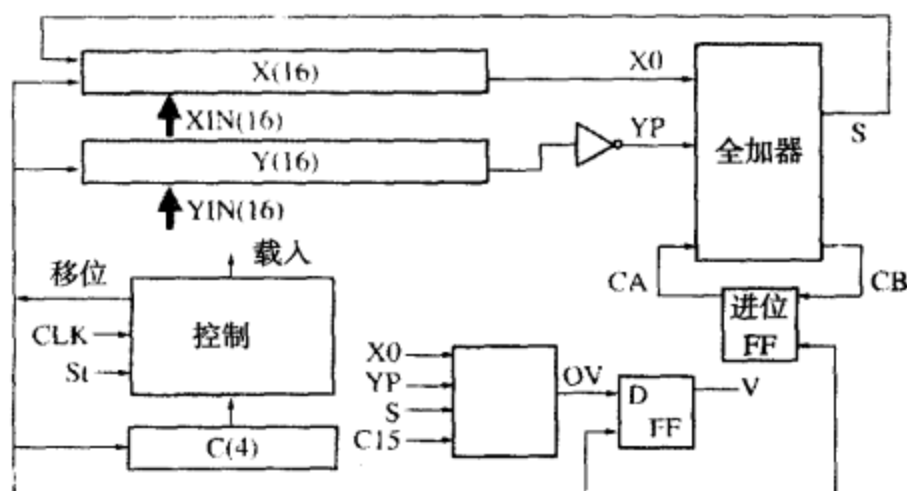 X(16)
X0
XIN(16)
YP
Y(16)
全加器
S
YIN(16)
载入
移位
CA
CB
控制
进位
FF
CLK
St
X0
YP
S
C15
OV
D
FF
V
C(4)